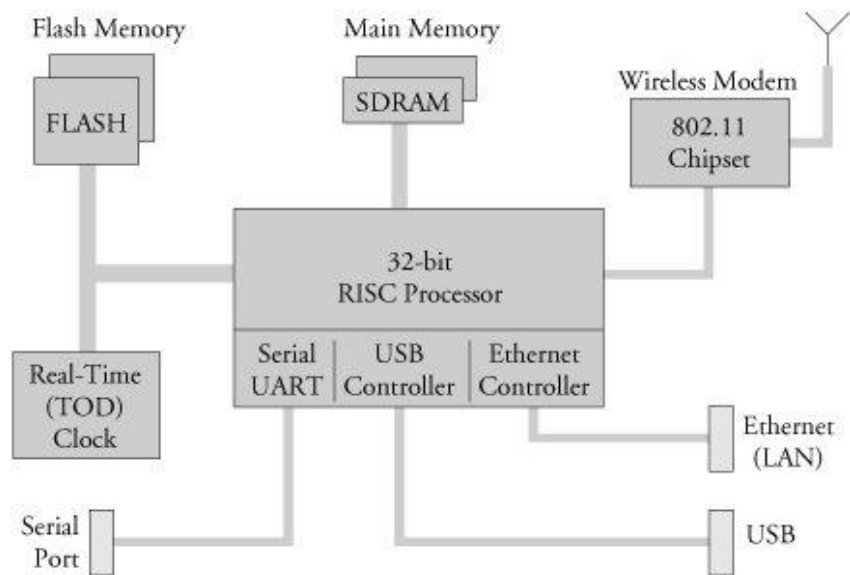 Flash Memory
FLASH
Main Memory
SDRAM
Wireless Modem
802.11
Chipset
32-bit
RISC Processor
Serial
UART
USB
Controller
Ethernet
Controller
Real-Time
(TOD)
Clock
Ethernet
(LAN)
Serial
Port
USB